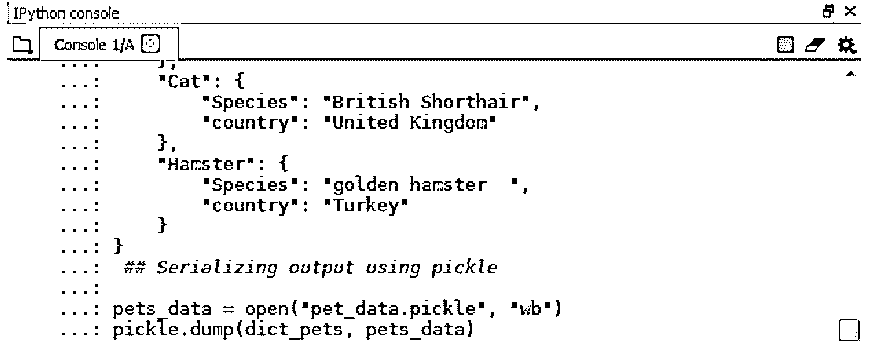 IPython console
Console 1/A
...: },
...: "Cat": {
...: "Species": "British Shorthair",
...: "country": "United Kingdom"
...: },
...: "Hamster": {
...: "Species": "golden hamster  ",
...: "country": "Turkey"
...: }
...: }
...: ## Serializing output using pickle
...:
...: pets_data = open("pet_data.pickle", "wb")
...: pickle.dump(dict_pets, pets_data)